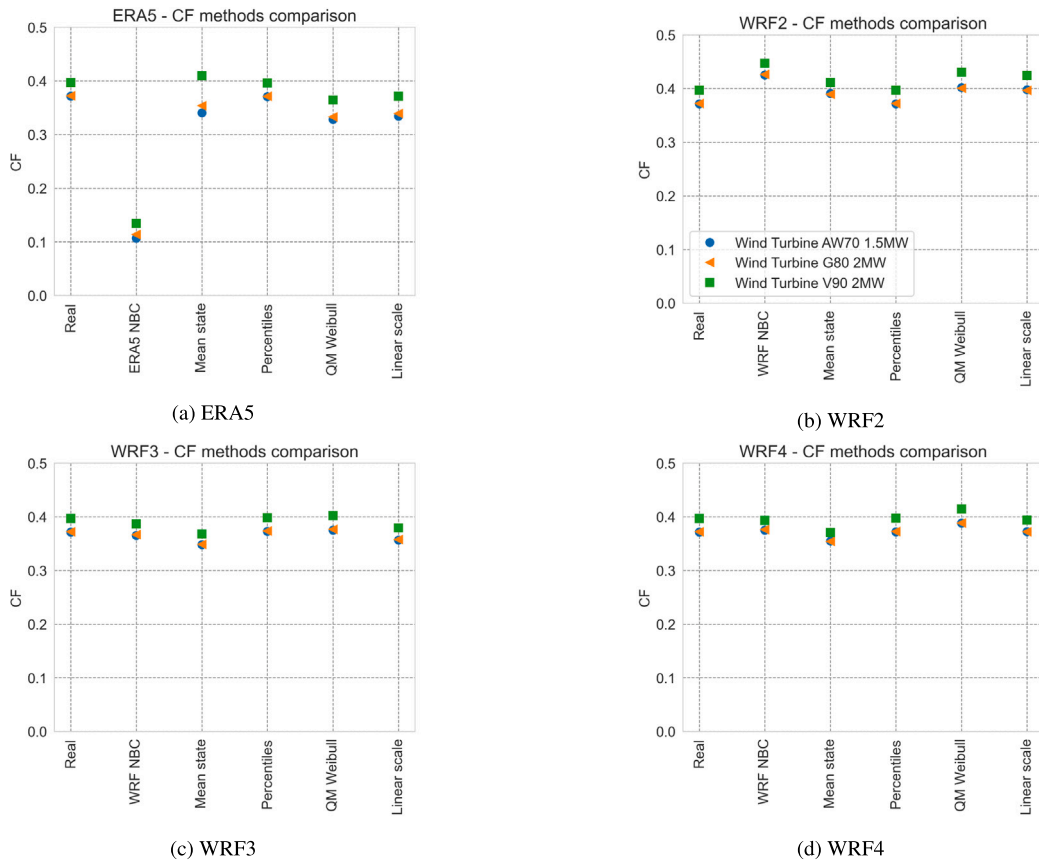 ERA5 - CF methods comparison
0.5
0.4
0.3
0.2
0.1
0.0
CF
Real
ERA5 NBC
Mean state
Percentiles
QM Weibull
Linear scale
(a) ERA5
WRF2 - CF methods comparison
0.5
0.4
0.3
0.2
0.1
0.0
CF
Wind Turbine AW70 1.5MW
Wind Turbine G80 2MW
Wind Turbine V90 2MW
Real
WRF NBC
Mean state
Percentiles
QM Weibull
Linear scale
(b) WRF2
WRF3 - CF methods comparison
0.5
0.4
0.3
0.2
0.1
0.0
CF
Real
WRF NBC
Mean state
Percentiles
QM Weibull
Linear scale
(c) WRF3
WRF4 - CF methods comparison
0.5
0.4
0.3
0.2
0.1
0.0
CF
Real
WRF NBC
Mean state
Percentiles
QM Weibull
Linear scale
(d) WRF4